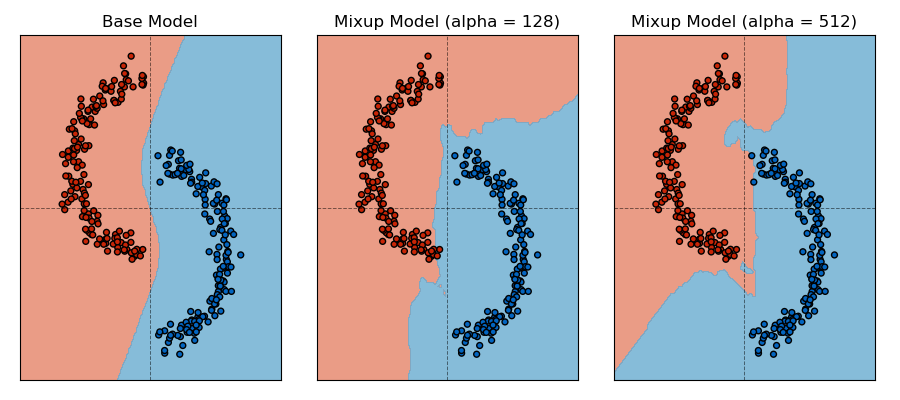 Base Model
Mixup Model (alpha = 128)
Mixup Model (alpha = 512)